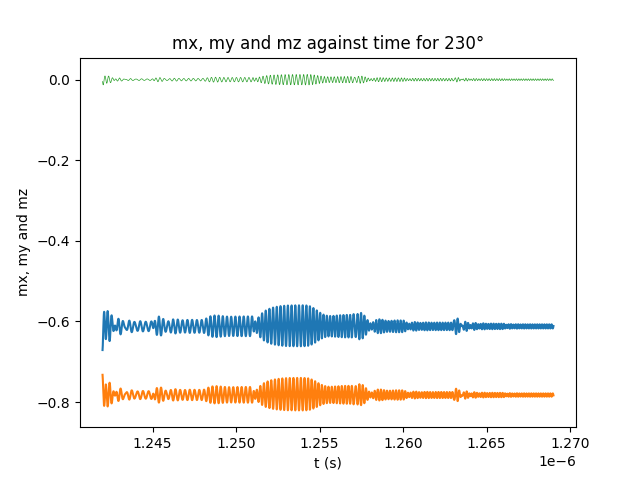 mx, my and mz against time for 230°
0.0
−0.2
−0.4
−0.6
−0.8
mx, my and mz
1.245 1.250 1.255 1.260 1.265 1.270
1e−6
t (s)